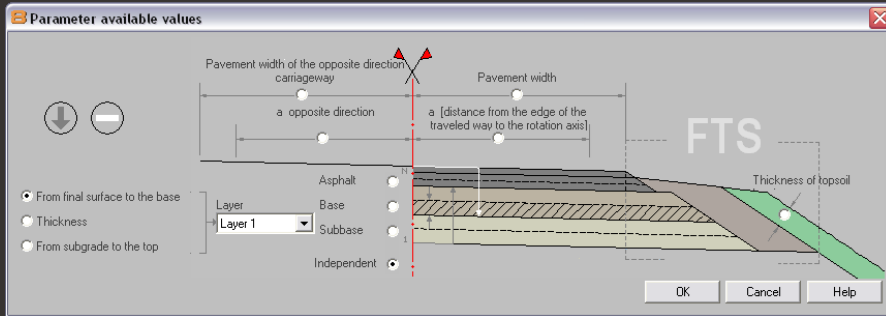 Parameter available values
Pavement width of the opposite direction
carriageway
Pavement width
a opposite direction
a [distance from the edge of the
traveled way to the rotation axis]
FTS
N
Asphalt
Thickness of topsoil
From final surface to the base
Layer
Base
Thickness
Layer 1
Subbase
From subgrade to the top
1
Independent
OK
Cancel
Help